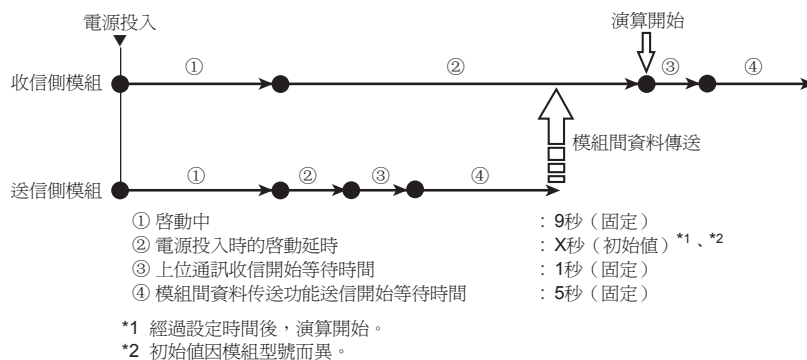 電源投入
演算開始
① ② ③ ④
收信側模組
模組間資料傳送
① ② ③ ④
送信側模組
① 啓動中 : 9秒（固定）
② 電源投入時的啓動延時 : X秒（初始值）*1、*2
③ 上位通訊收信開始等待時間 : 1秒（固定）
④ 模組間資料传送功能送信開始等待時間 : 5秒（固定）
*1 經過設定時間後，演算開始。
*2 初始值因模組型號而異。